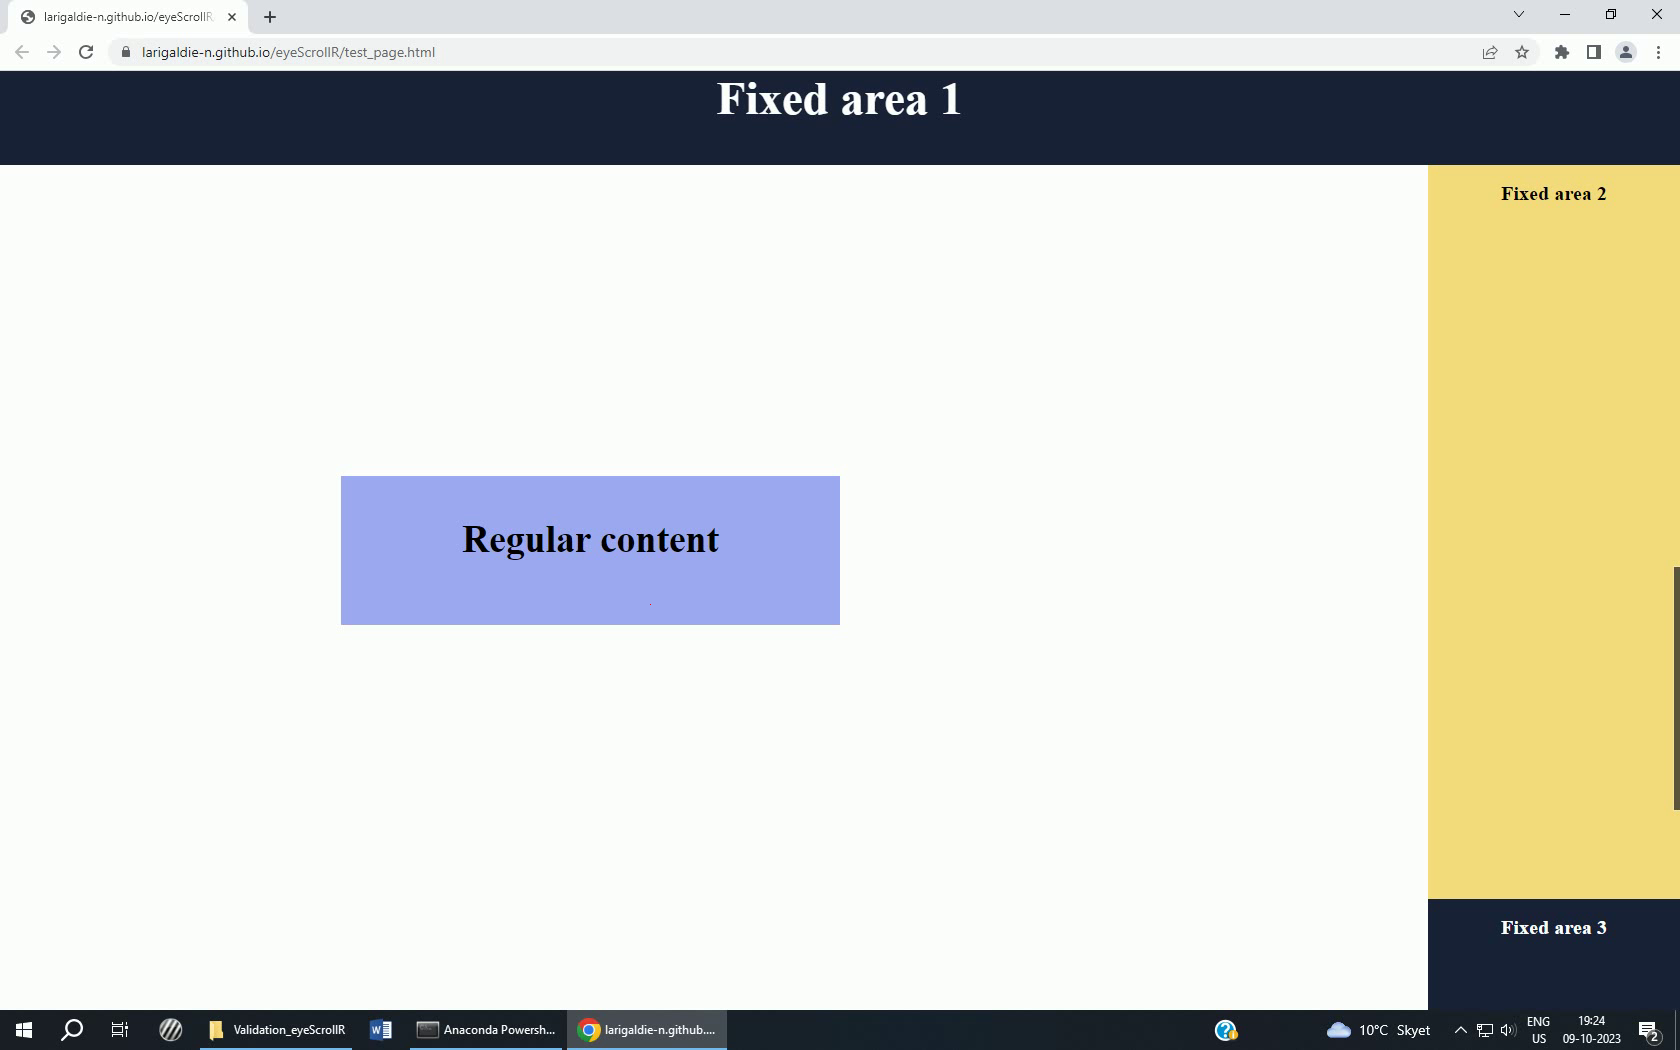 larigaldie-n.github.io/eyeScrollR
larigaldie-n.github.io/eyeScrollR/test_page.html
Fixed area 1
Fixed area 2
Regular content
Fixed area 3
Validation_eyeScrollR
Anaconda Powersh...
larigaldie-n.github....
10°C Skyet
ENG
US
19:24
09-10-2023
2